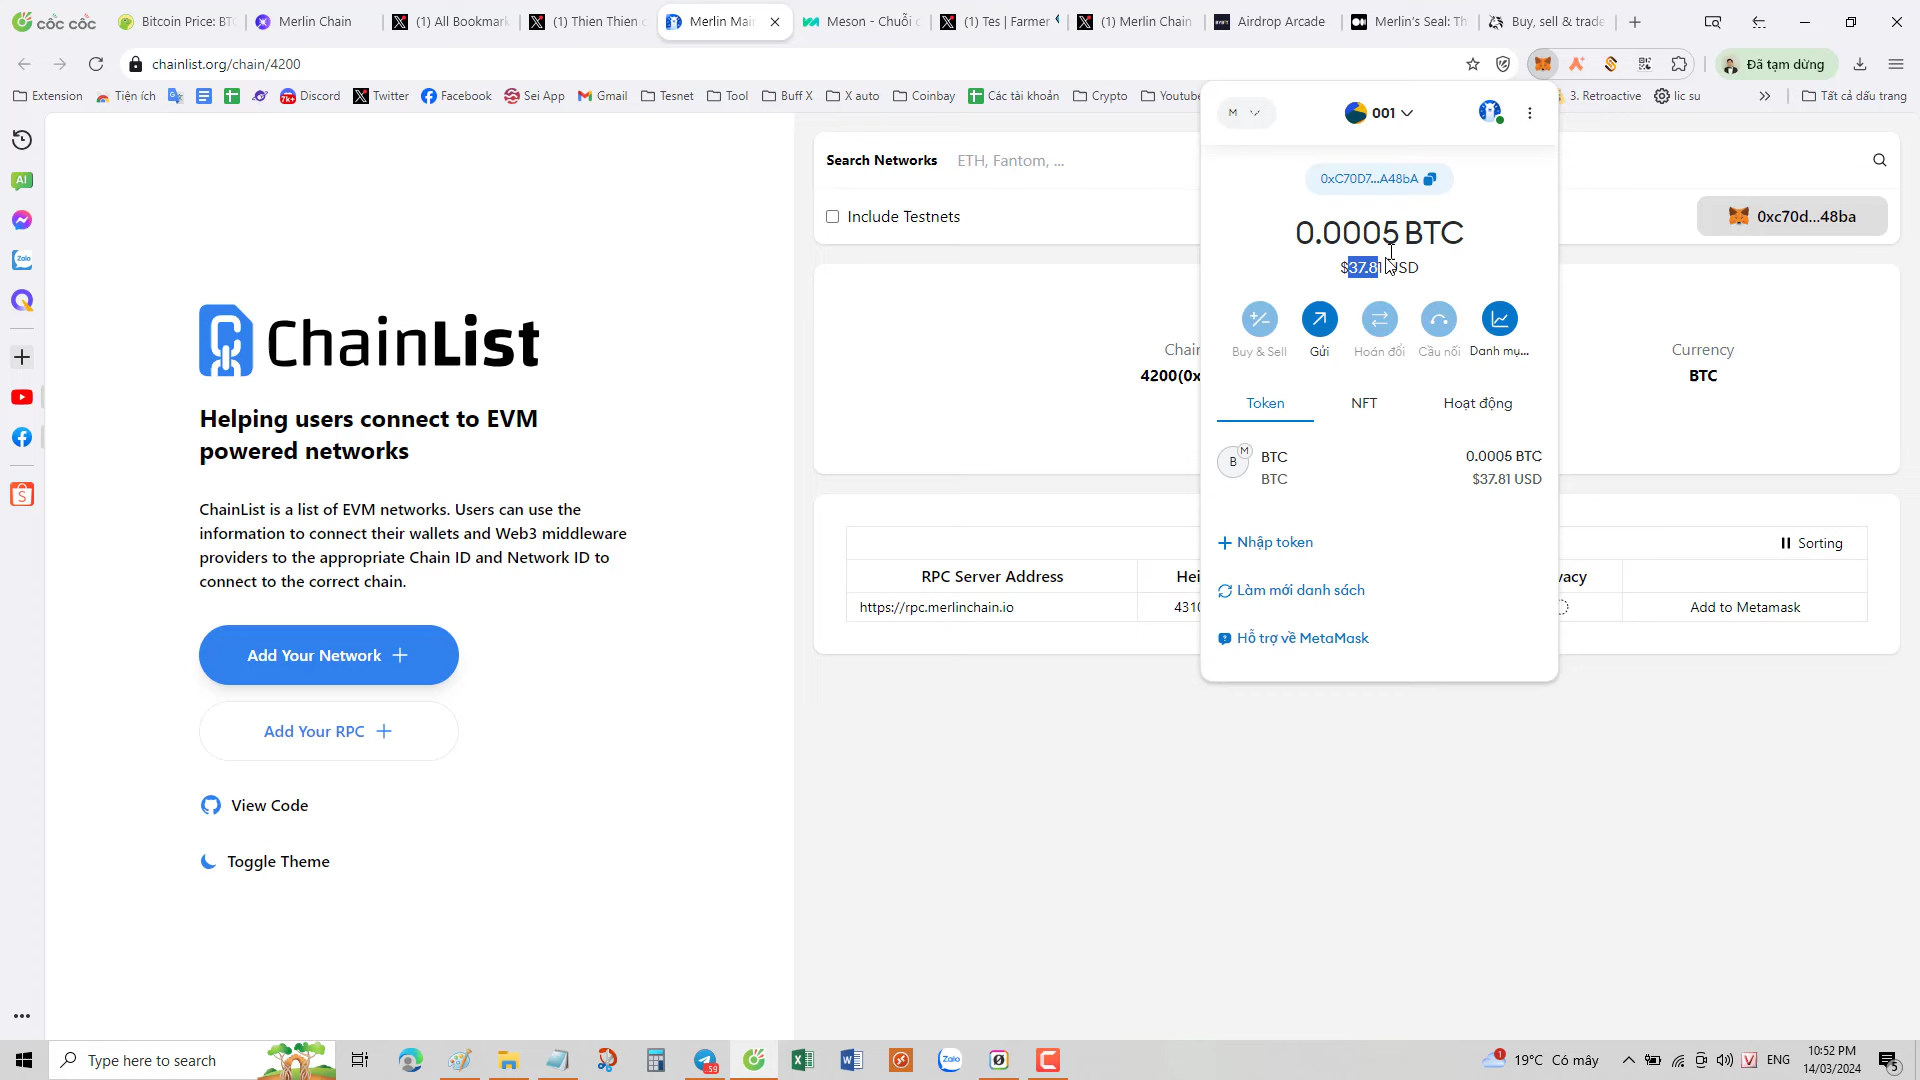 cốc cốc
Bitcoin Price: BT
Merlin Chain
(1) All Bookmark
(1) Thien Thien
Merlin Mai
Meson - Chuỗi
Tes | Farmer
(1) Merlin Chain
Airdrop Arcade
Merlin's Seal: Th
Buy, sell & trade
chainlist.org/chain/4200
Đã tạm dừng
Extension
Tiện ích
Discord
Twitter
Facebook
Sei App
Gmail
Tesnet
Tool
Buff X
X auto
Coinbay
Các tài khoản
Crypto
Youtube
3. Retroactive
lic su
Tất cả dấu trang
M
001
0xC70D7...A48bA
0.0005 BTC
$37.81 USD
Buy & Sell
Gửi
Hoán đổi
Cầu nối
Danh mụ...
Token
NFT
Hoạt động
B
M
BTC
0.0005 BTC
BTC
$37.81 USD
Nhập token
Làm mới danh sách
Hỗ trợ về MetaMask
Search Networks
ETH, Fantom, ...
Include Testnets
0xc70d...48ba
Chain
4200(0x
Currency
BTC
Sorting
RPC Server Address
Hei
vacy
https://rpc.merlinchain.io
4310
Add to Metamask
AI
Zalo
ChainList
Helping users connect to EVM
powered networks
ChainList is a list of EVM networks. Users can use the
information to connect their wallets and Web3 middleware
providers to the appropriate Chain ID and Network ID to
connect to the correct chain.
Add Your Network
Add Your RPC
View Code
Toggle Theme
Type here to search
.59
Zalo
1
19°C Có mây
V
ENG
10:52 PM
14/03/2024
5